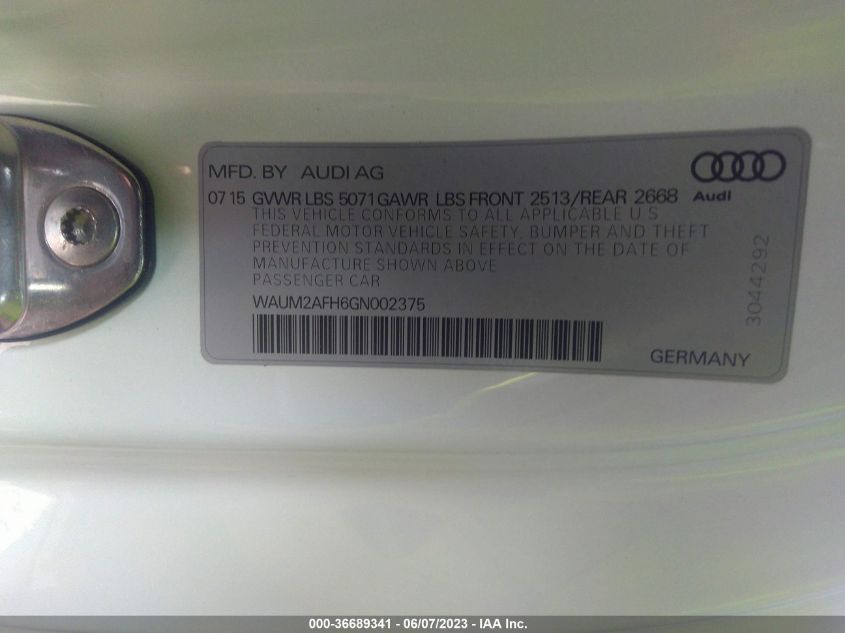 MFD. BY AUDI AG
Audi
07 15 GVWR LBS 5071 GAWR LBS FRONT 2513/REAR 2668
THIS VEHICLE CONFORMS TO ALL APPLICABLE U S
FEDERAL MOTOR VEHICLE SAFETY, BUMPER AND THEFT
PREVENTION STANDARDS IN EFFECT ON THE DATE OF
MANUFACTURE SHOWN ABOVE
PASSENGER CAR
WAUM2AFH6GN002375
3044292
GERMANY
000-36689341 - 06/07/2023 - IAA Inc.